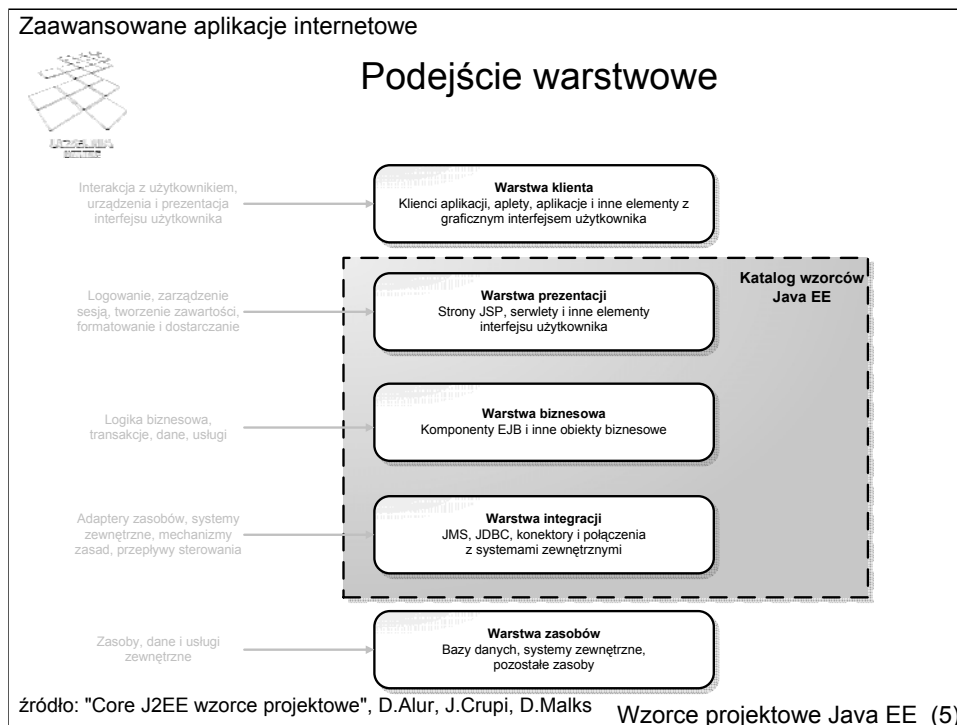 Zaawansowane aplikacje internetowe
Podejście warstwowe
UCZELNIA
ONLINE
Interakcja z użytkownikiem,
urządzenia i prezentacja
interfejsu użytkownika
Warstwa klienta
Klienci aplikacji, aplety, aplikacje i inne elementy z
graficznym interfejsem użytkownika
Katalog wzorców
Java EE
Logowanie, zarządzenie
sesją, tworzenie zawartości,
formatowanie i dostarczanie
Warstwa prezentacji
Strony JSP, serwlety i inne elementy
interfejsu użytkownika
Logika biznesowa,
transakcje, dane, usługi
Warstwa biznesowa
Komponenty EJB i inne obiekty biznesowe
Adaptery zasobów, systemy
zewnętrzne, mechanizmy
zasad, przepływy sterowania
Warstwa integracji
JMS, JDBC, konektory i połączenia
z systemami zewnętrznymi
Zasoby, dane i usługi
zewnętrzne
Warstwa zasobów
Bazy danych, systemy zewnętrzne,
pozostałe zasoby
źródło: "Core J2EE wzorce projektowe", D.Alur, J.Crupi, D.Malks
Wzorce projektowe Java EE (5)